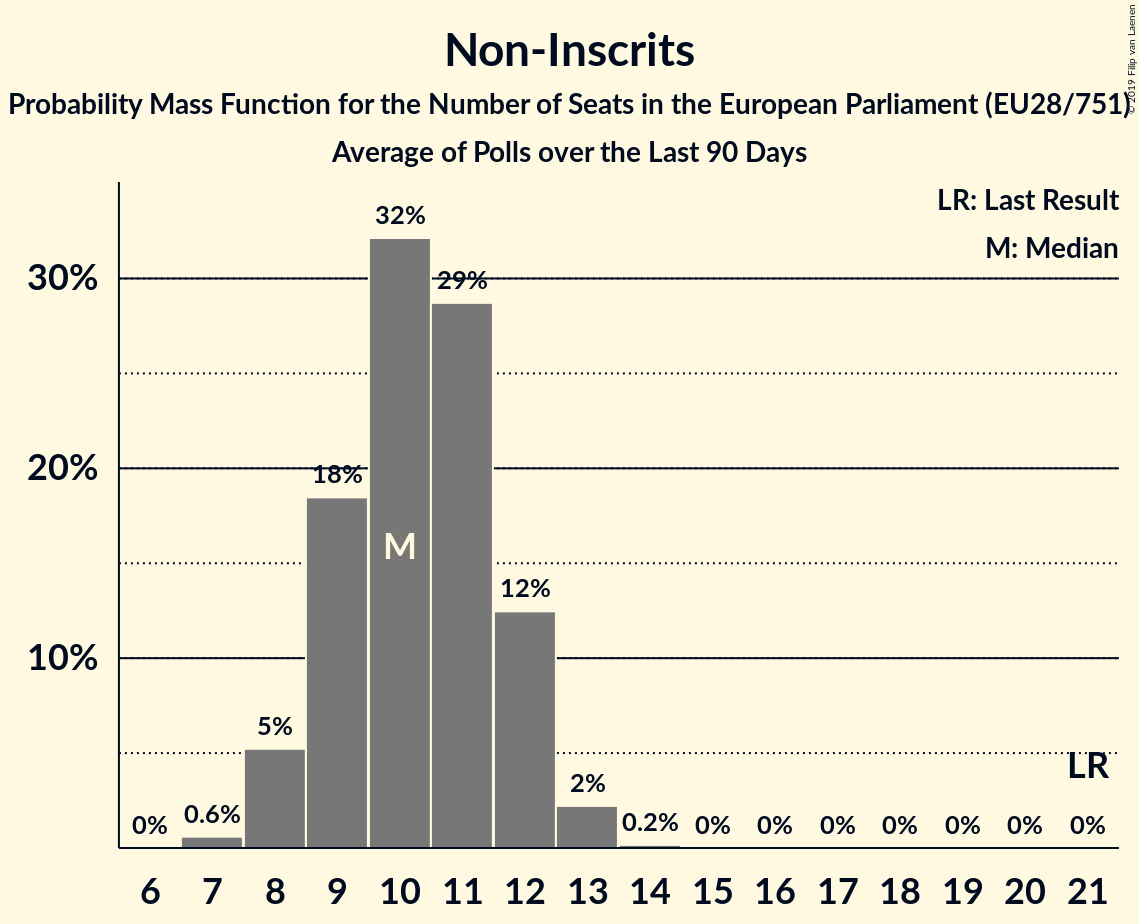 Non-Inscrits
Probability Mass Function for the Number of Seats in the European Parliament (EU28/751)
Average of Polls over the Last 90 Days
© 2019 Filip van Laenen
LR: Last Result
M: Median
30%
20%
10%
0%
0.6%
5%
18%
32%
29%
12%
2%
0.2%
0%
0%
0%
0%
0%
0%
0%
M
LR
6 7 8 9 10 11 12 13 14 15 16 17 18 19 20 21